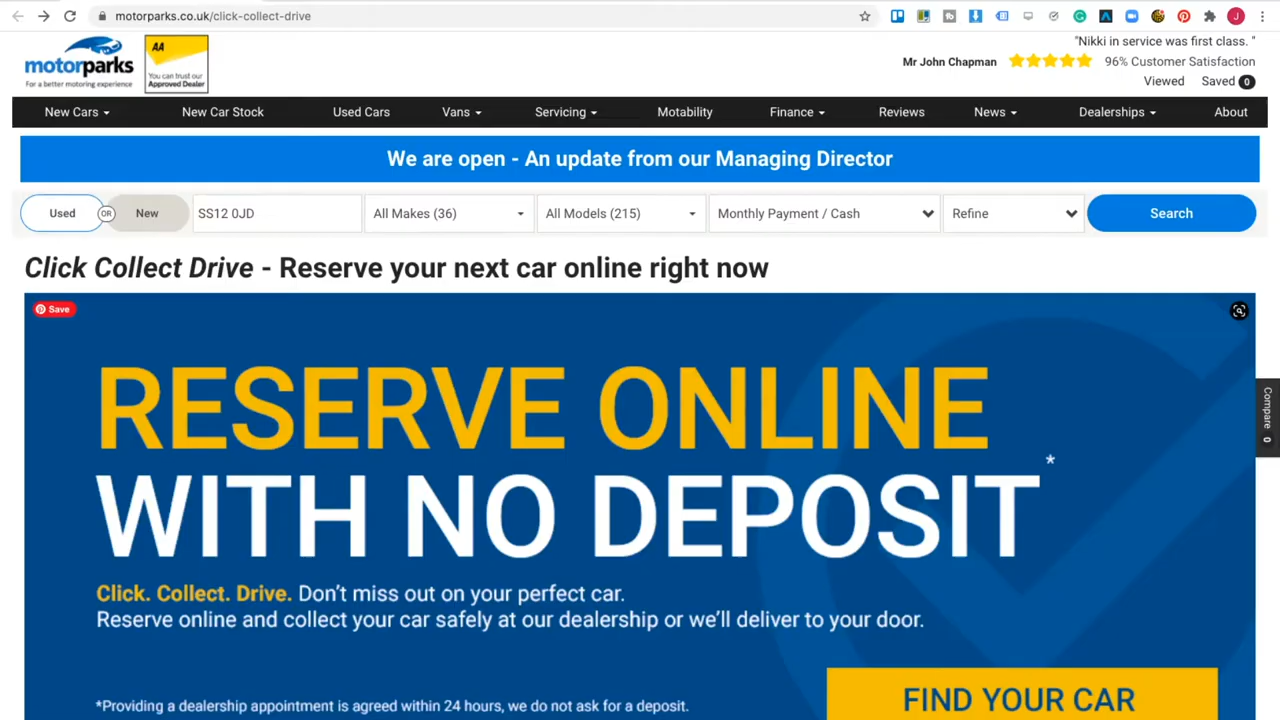 motorparks.co.uk/click-collect-drive
J
motorparks
For a better motoring experience
AA
You can trust our
Approved Dealer
"Nikki in service was first class. "
Mr John Chapman 96% Customer Satisfaction
Viewed Saved 0
New Cars New Car Stock Used Cars Vans Servicing Motability Finance Reviews News Dealerships About
We are open - An update from our Managing Director
Used OR New SS12 0JD All Makes (36) All Models (215) Monthly Payment / Cash Refine Search
Click Collect Drive - Reserve your next car online right now
Save
RESERVE ONLINE
WITH NO DEPOSIT*
Compare 0
Click. Collect. Drive. Don't miss out on your perfect car.
Reserve online and collect your car safely at our dealership or we'll deliver to your door.
*Providing a dealership appointment is agreed within 24 hours, we do not ask for a deposit.
FIND YOUR CAR